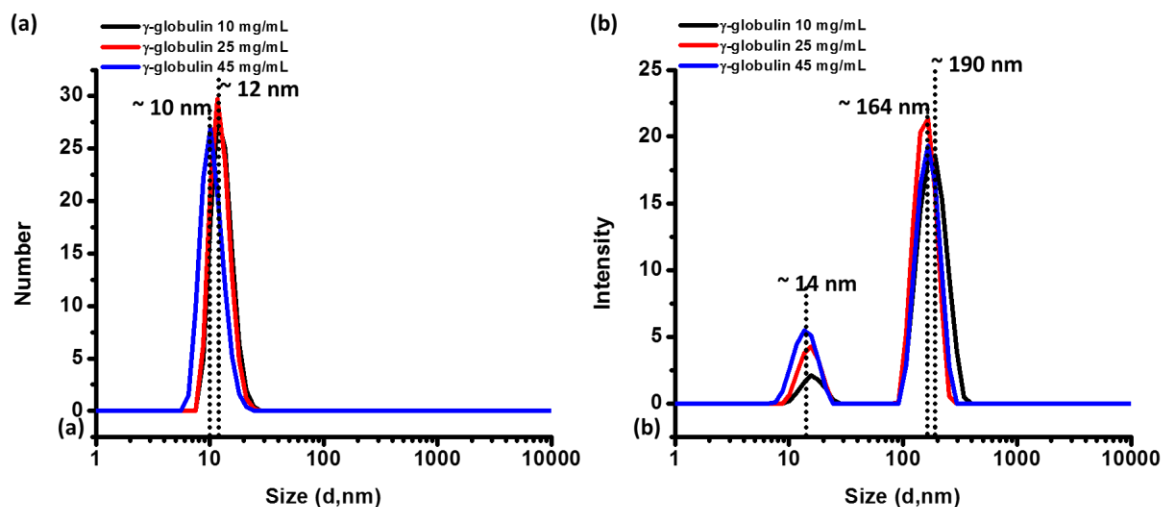 (a)
γ-globulin 10 mg/mL
γ-globulin 25 mg/mL
γ-globulin 45 mg/mL
~ 10 nm
~ 12 nm
Number
30
25
20
15
10
5
0
(a)
1 10 100 1000 10000
Size (d,nm)
(b)
γ-globulin 10 mg/mL
γ-globulin 25 mg/mL
γ-globulin 45 mg/mL
~ 190 nm
~ 164 nm
~ 14 nm
Intensity
25
20
15
10
5
0
(b)
1 10 100 1000 10000
Size (d,nm)